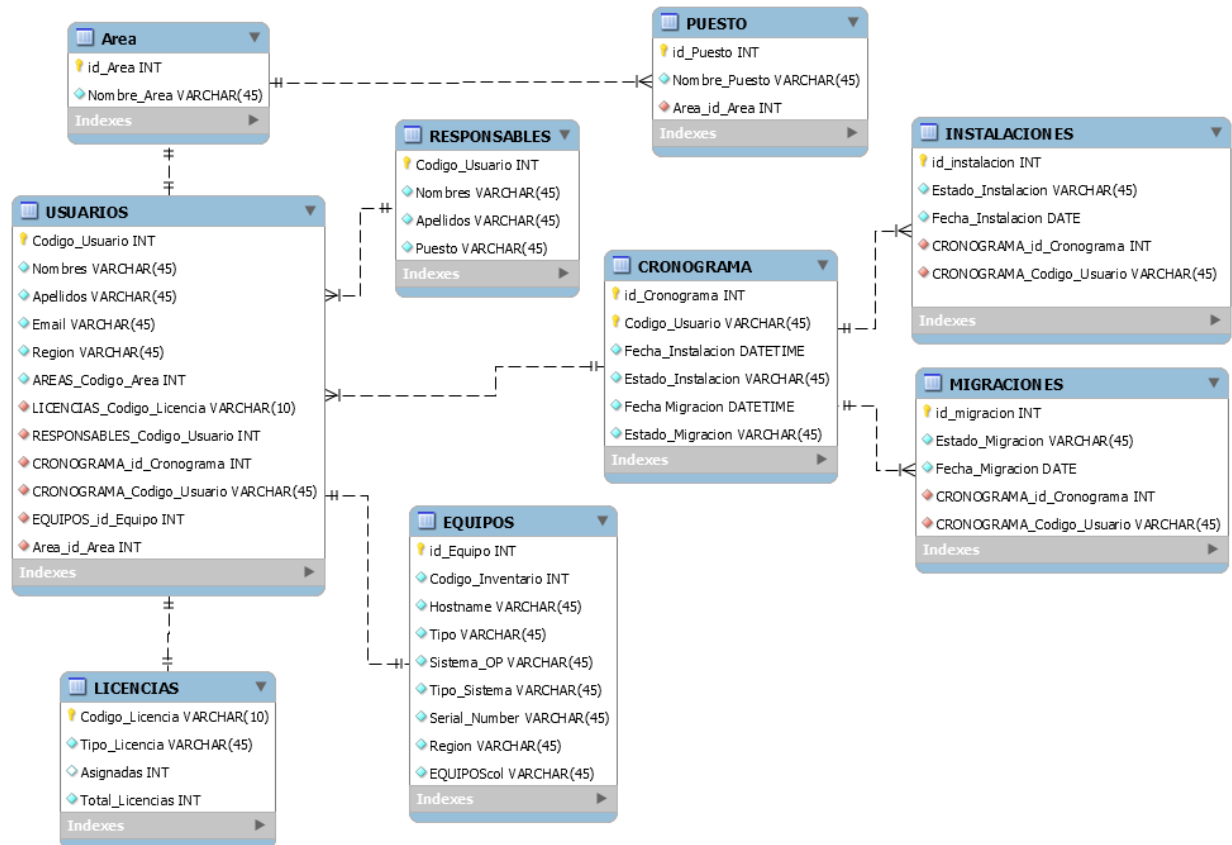 Area
id_Area INT
Nombre_Area VARCHAR(45)
Indexes
PUESTO
id_Puesto INT
Nombre_Puesto VARCHAR(45)
Area_id_Area INT
Indexes
RESPONSABLES
Codigo_Usuario INT
Nombres VARCHAR(45)
Apellidos VARCHAR(45)
Puesto VARCHAR(45)
Indexes
INSTALACIONES
id_instalacion INT
Estado_Instalacion VARCHAR(45)
Fecha_Instalacion DATE
CRONOGRAMA_id_Cronograma INT
CRONOGRAMA_Codigo_Usuario VARCHAR(45)
Indexes
USUARIOS
Codigo_Usuario INT
Nombres VARCHAR(45)
Apellidos VARCHAR(45)
Email VARCHAR(45)
Region VARCHAR(45)
AREAS_Codigo_Area INT
LICENCIAS_Codigo_Licencia VARCHAR(10)
RESPONSABLES_Codigo_Usuario INT
CRONOGRAMA_id_Cronograma INT
CRONOGRAMA_Codigo_Usuario VARCHAR(45)
EQUIPOS_id_Equipo INT
Area_id_Area INT
Indexes
CRONOGRAMA
id_Cronograma INT
Codigo_Usuario VARCHAR(45)
Fecha_Instalacion DATETIME
Estado_Instalacion VARCHAR(45)
Fecha Migracion DATETIME
Estado_Migracion VARCHAR(45)
Indexes
MIGRACIONES
id_migracion INT
Estado_Migracion VARCHAR(45)
Fecha_Migracion DATE
CRONOGRAMA_id_Cronograma INT
CRONOGRAMA_Codigo_Usuario VARCHAR(45)
Indexes
EQUIPOS
id_Equipo INT
Codigo_Inventario INT
Hostname VARCHAR(45)
Tipo VARCHAR(45)
Sistema_OP VARCHAR(45)
Tipo_Sistema VARCHAR(45)
Serial_Number VARCHAR(45)
Region VARCHAR(45)
EQUIPOScol VARCHAR(45)
Indexes
LICENCIAS
Codigo_Licencia VARCHAR(10)
Tipo_Licencia VARCHAR(45)
Asignadas INT
Total_Licencias INT
Indexes